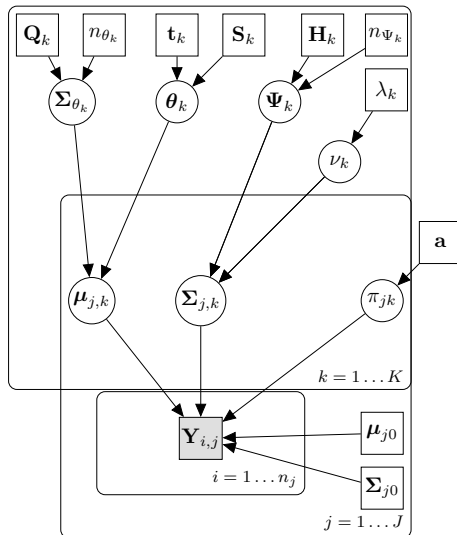 Q_k n_{θ_k} t_k S_k H_k n_{Ψ_k}
Σ_{θ_k} θ_k Ψ_k λ_k
ν_k
a
μ_{j,k} Σ_{j,k} π_{jk}
k = 1 … K
Y_{i,j} μ_{j0}
i = 1 … n_j Σ_{j0}
j = 1 … J